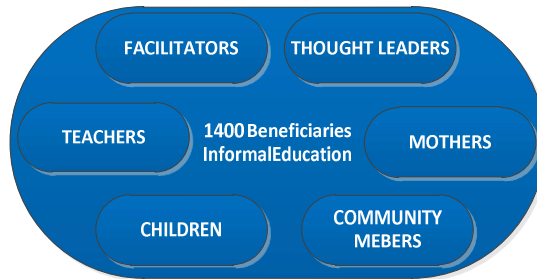 FACILITATORS
THOUGHT LEADERS
TEACHERS
1400 Beneficiaries
InformalEducation
MOTHERS
CHILDREN
COMMUNITY
MEBERS